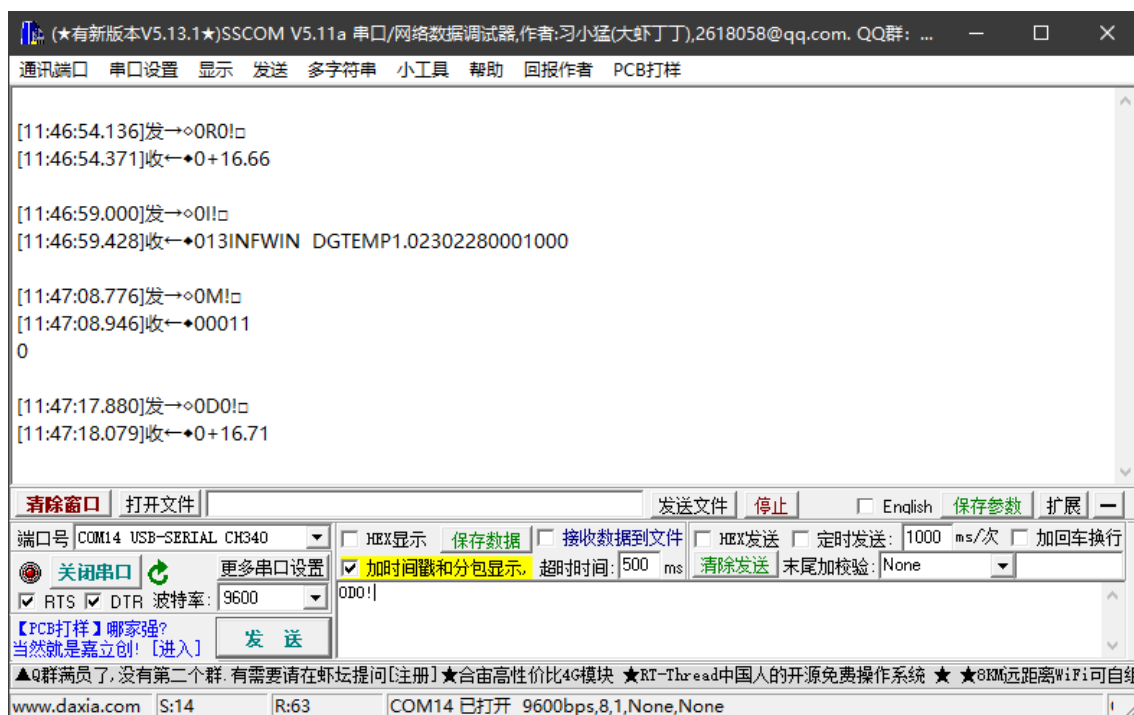 (★有新版本V5.13.1★)SSCOM V5.11a 串口/网络数据调试器,作者:习小猛(大虾丁丁),2618058@qq.com. QQ群: ...
通讯端口 串口设置 显示 发送 多字符串 小工具 帮助 回报作者 PCB打样
[11:46:54.136]发→◇0R0!□
[11:46:54.371]收←◆0+16.66
[11:46:59.000]发→◇0I!□
[11:46:59.428]收←◆013INFWIN  DGTEMP1.02302280001000
[11:47:08.776]发→◇0M!□
[11:47:08.946]收←◆00011
0
[11:47:17.880]发→◇0D0!□
[11:47:18.079]收←◆0+16.71
清除窗口 打开文件 发送文件 停止 English 保存参数 扩展 —
端口号 COM14 USB-SERIAL CH340 HEX显示 保存数据 接收数据到文件 HEX发送 定时发送: 1000 ms/次 加回车换行
关闭串口 更多串口设置 加时间戳和分包显示, 超时时间: 500 ms 清除发送 末尾加校验: None
RTS DTR 波特率: 9600 0D0!
【PCB打样】哪家强?
当然就是嘉立创! [进入] 发 送
▲Q群满员了,没有第二个群.有需要请在虾坛提问[注册]★合宙高性价比4G模块 ★RT-Thread中国人的开源免费操作系统 ★ ★8KM远距离WiFi可自组
www.daxia.com S:14 R:63 COM14 已打开 9600bps,8,1,None,None